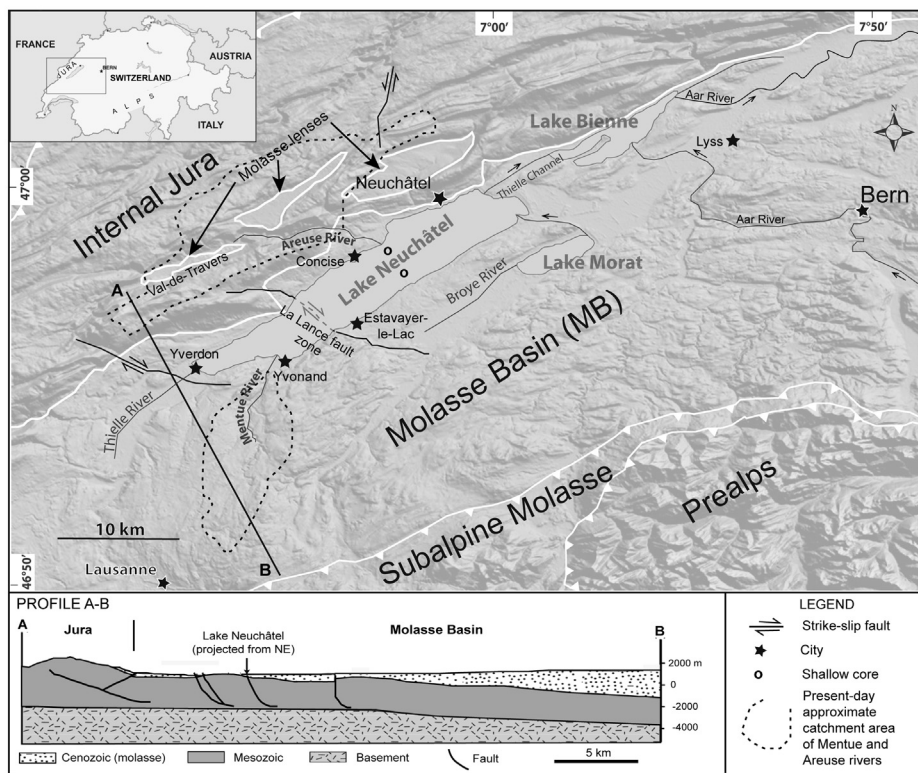 7°00'
7°50'
FRANCE
AUSTRIA
JURA
BERN
SWITZERLAND
ALPS
ITALY
N
Aar River
Lake Bienne
Lyss
Molasse lenses
Thielle Channel
47°00'
Internal Jura
Neuchâtel
Bern
Aar River
Areuse River
Concise
Lake Neuchâtel
Val-de-Travers
Lake Morat
Broye River
A
La Lance fault
zone
Estavayer-
le-Lac
Yverdon
Yvonand
Molasse Basin (MB)
Mentue River
Thielle River
Subalpine Molasse
Prealps
10 km
B
Lausanne
46°50'
PROFILE A-B
A
Jura
Lake Neuchâtel
(projected from NE)
Molasse Basin
B
2000 m
0
-2000
-4000
Cenozoic (molasse)
Mesozoic
Basement
Fault
5 km
LEGEND
Strike-slip fault
City
Shallow core
Present-day
approximate
catchment area
of Mentue and
Areuse rivers